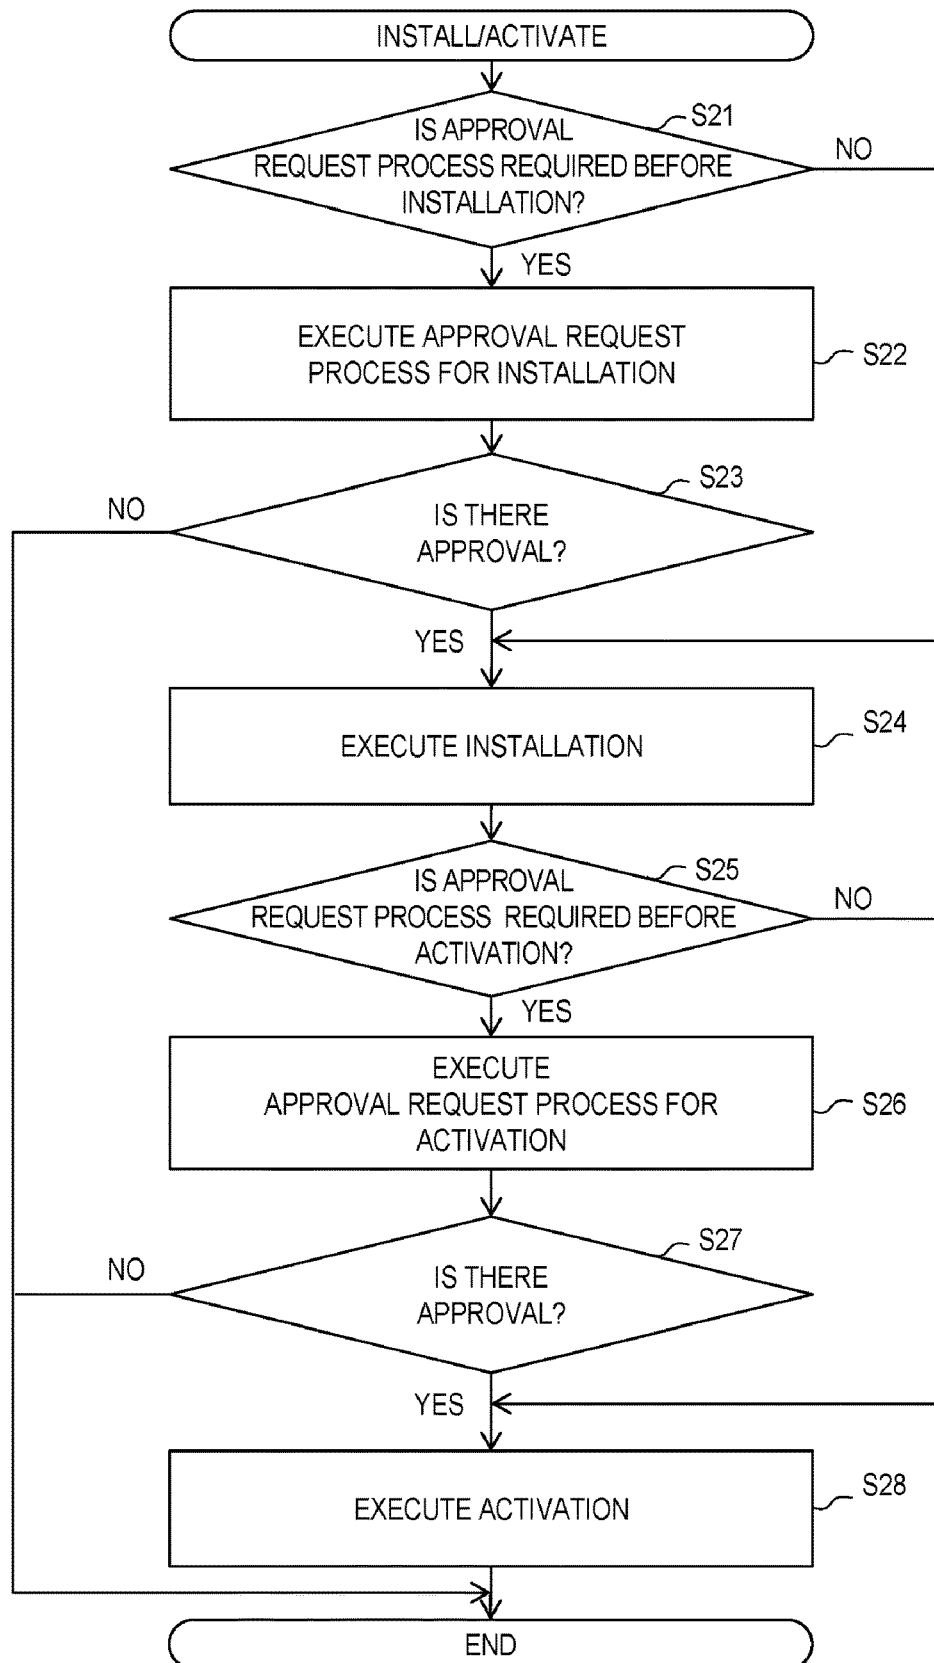 INSTALL/ACTIVATE
S21
IS APPROVAL
REQUEST PROCESS REQUIRED BEFORE
INSTALLATION?
NO
YES
EXECUTE APPROVAL REQUEST
PROCESS FOR INSTALLATION
S22
S23
NO
IS THERE
APPROVAL?
YES
S24
EXECUTE INSTALLATION
S25
IS APPROVAL
REQUEST PROCESS REQUIRED BEFORE
ACTIVATION?
NO
YES
EXECUTE
APPROVAL REQUEST PROCESS FOR
ACTIVATION
S26
S27
NO
IS THERE
APPROVAL?
YES
S28
EXECUTE ACTIVATION
END